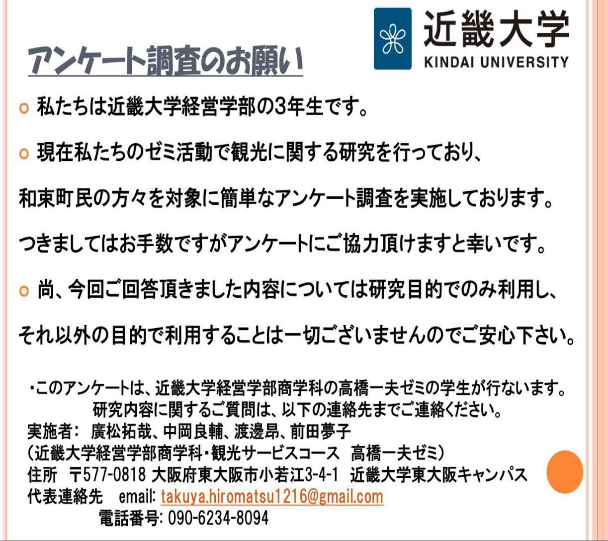 近畿大学
KINDAI UNIVERSITY
アンケート調査のお願い
私たちは近畿大学経営学部の3年生です。
現在私たちのゼミ活動で観光に関する研究を行っており、
和束町民の方々を対象に簡単なアンケート調査を実施しております。
つきましてはお手数ですがアンケートにご協力頂けますと幸いです。
尚、今回ご回答頂きました内容については研究目的でのみ利用し、
それ以外の目的で利用することは一切ございませんのでご安心下さい。
・このアンケートは、近畿大学経営学部商学科の高橋一夫ゼミの学生が行ないます。
研究内容に関するご質問は、以下の連絡先までご連絡ください。
実施者： 廣松拓哉、中岡良輔、渡邊昂、前田夢子
（近畿大学経営学部商学科・観光サービスコース 高橋一夫ゼミ）
住所 〒577-0818 大阪府東大阪市小若江3-4-1 近畿大学東大阪キャンパス
代表連絡先 email: takuya.hiromatsu1216@gmail.com
電話番号: 090-6234-8094